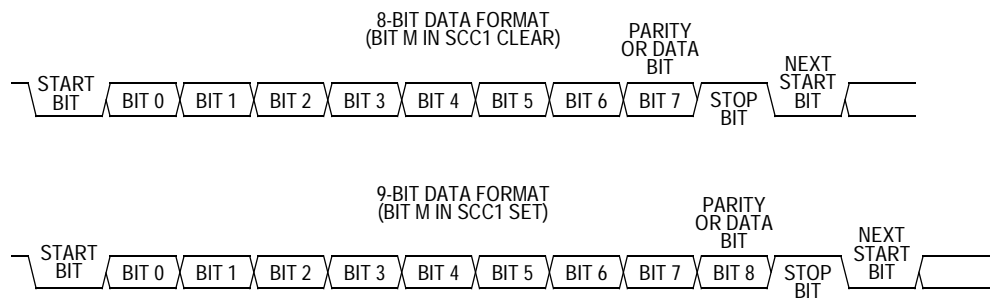 8-BIT DATA FORMAT
(BIT M IN SCC1 CLEAR)
PARITY
OR DATA
BIT
START
BIT
BIT 0
BIT 1
BIT 2
BIT 3
BIT 4
BIT 5
BIT 6
BIT 7
STOP
BIT
NEXT
START
BIT
9-BIT DATA FORMAT
(BIT M IN SCC1 SET)
PARITY
OR DATA
BIT
START
BIT
BIT 0
BIT 1
BIT 2
BIT 3
BIT 4
BIT 5
BIT 6
BIT 7
BIT 8
STOP
BIT
NEXT
START
BIT